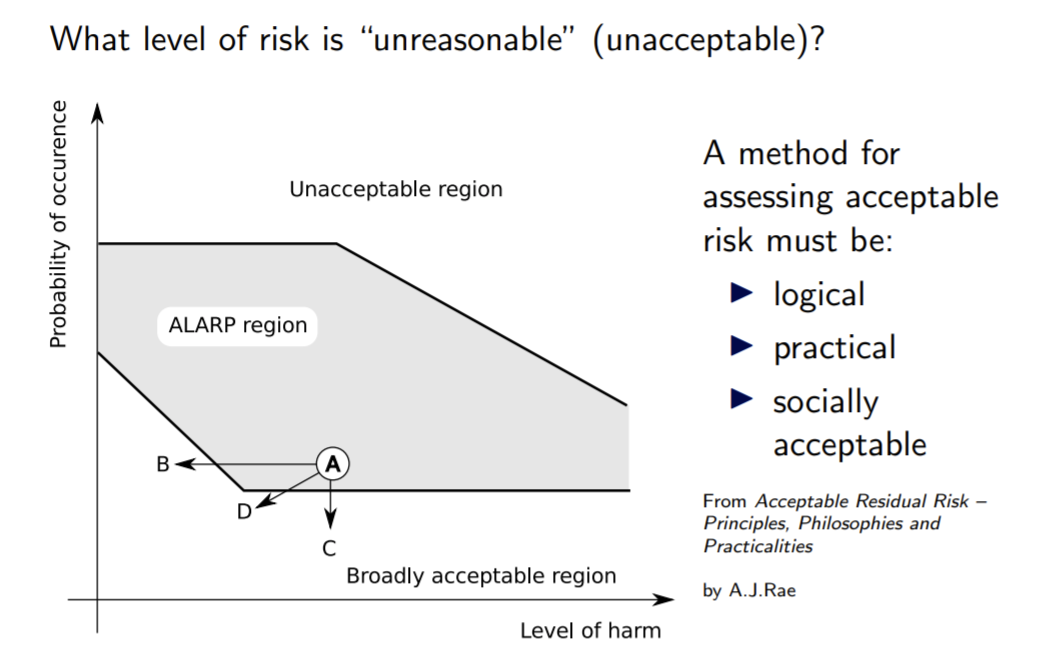 What level of risk is “unreasonable” (unacceptable)?
Probability of occurence
Unacceptable region
ALARP region
B
A
D
C
Broadly acceptable region
Level of harm
A method for
assessing acceptable
risk must be:
logical
practical
socially
acceptable
From Acceptable Residual Risk –
Principles, Philosophies and
Practicalities
by A.J.Rae